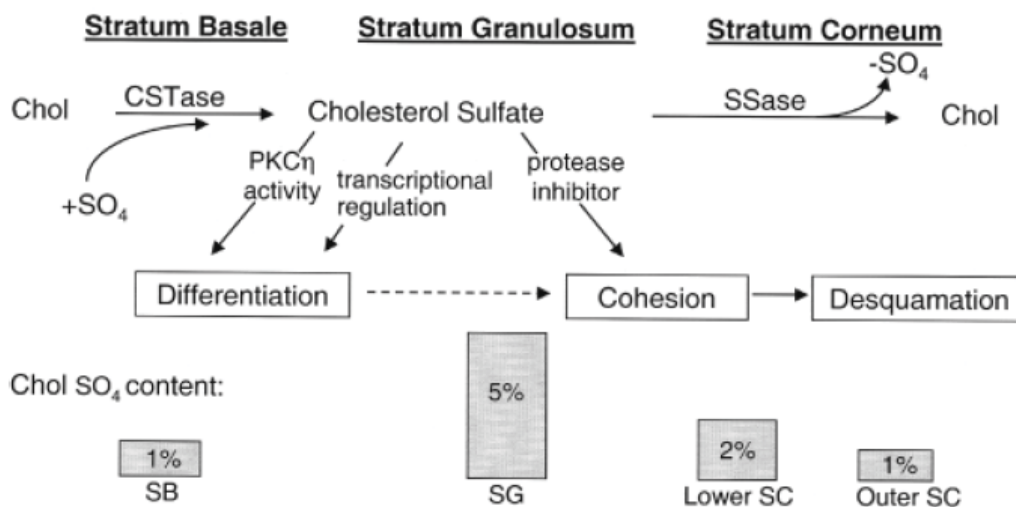 Stratum Basale Stratum Granulosum Stratum Corneum
-SO₄
Chol CSTase Cholesterol Sulfate SSase Chol
+SO₄
PKCη
activity
transcriptional
regulation
protease
inhibitor
Differentiation Cohesion Desquamation
Chol SO₄ content:
1% 5% 2% 1%
SB SG Lower SC Outer SC